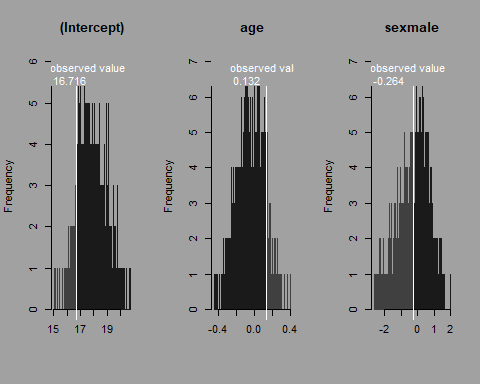 (Intercept) age sexmale
observed value observed val observed value
16.716 0.132 -0.264
Frequency Frequency Frequency
0 1 2 3 4 5 6
0 1 2 3 4 5 6 7
0 1 2 3 4 5 6 7
15 17 19 -0.4 0.0 0.4 -2 0 1 2